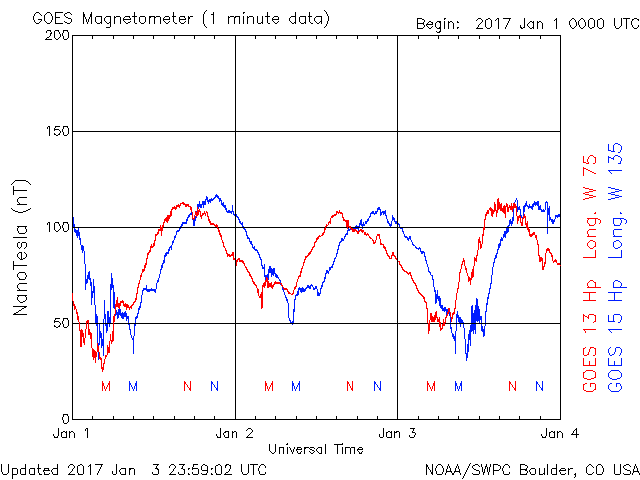 GOES Magnetometer (1 minute data)
Begin: 2017 Jan 1 0000 UTC
200
150
100
50
0
NanoTesla (nT)
M M N N M M N N M M N N
Jan 1 Jan 2 Jan 3 Jan 4
Universal Time
GOES 13 Hp Long. W 75
GOES 15 Hp Long. W 135
Updated 2017 Jan 3 23:59:02 UTC
NOAA/SWPC Boulder, CO USA